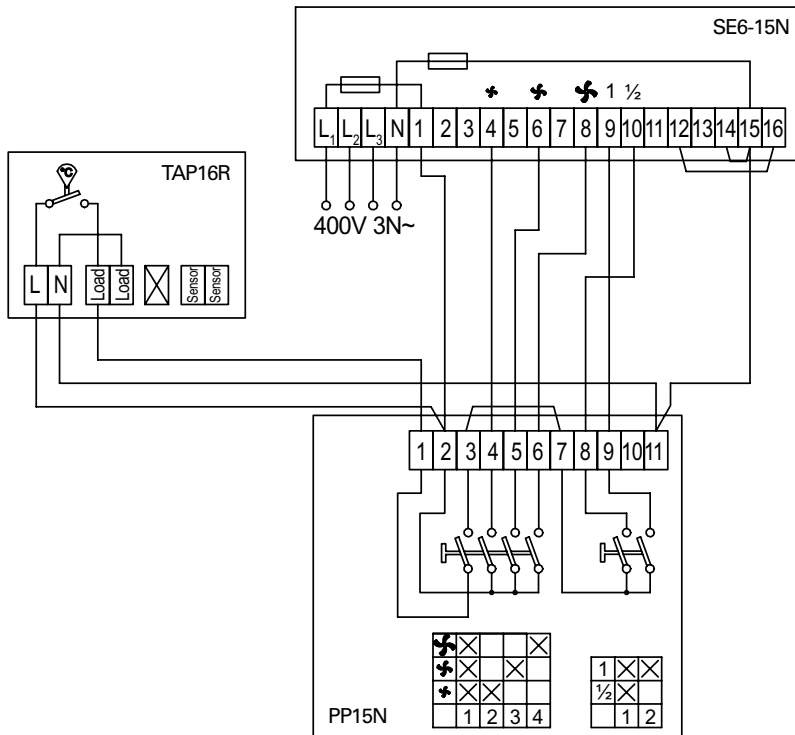 SE6-15N
1 ½
L₁ L₂ L₃ N 1 2 3 4 5 6 7 8 9 10 11 12 13 14 15 16
400V 3N~
TAP16R
°C
L N Load Load Sensor Sensor
1 2 3 4 5 6 7 8 9 10 11
1
½
1 2 3 4
1 2
PP15N